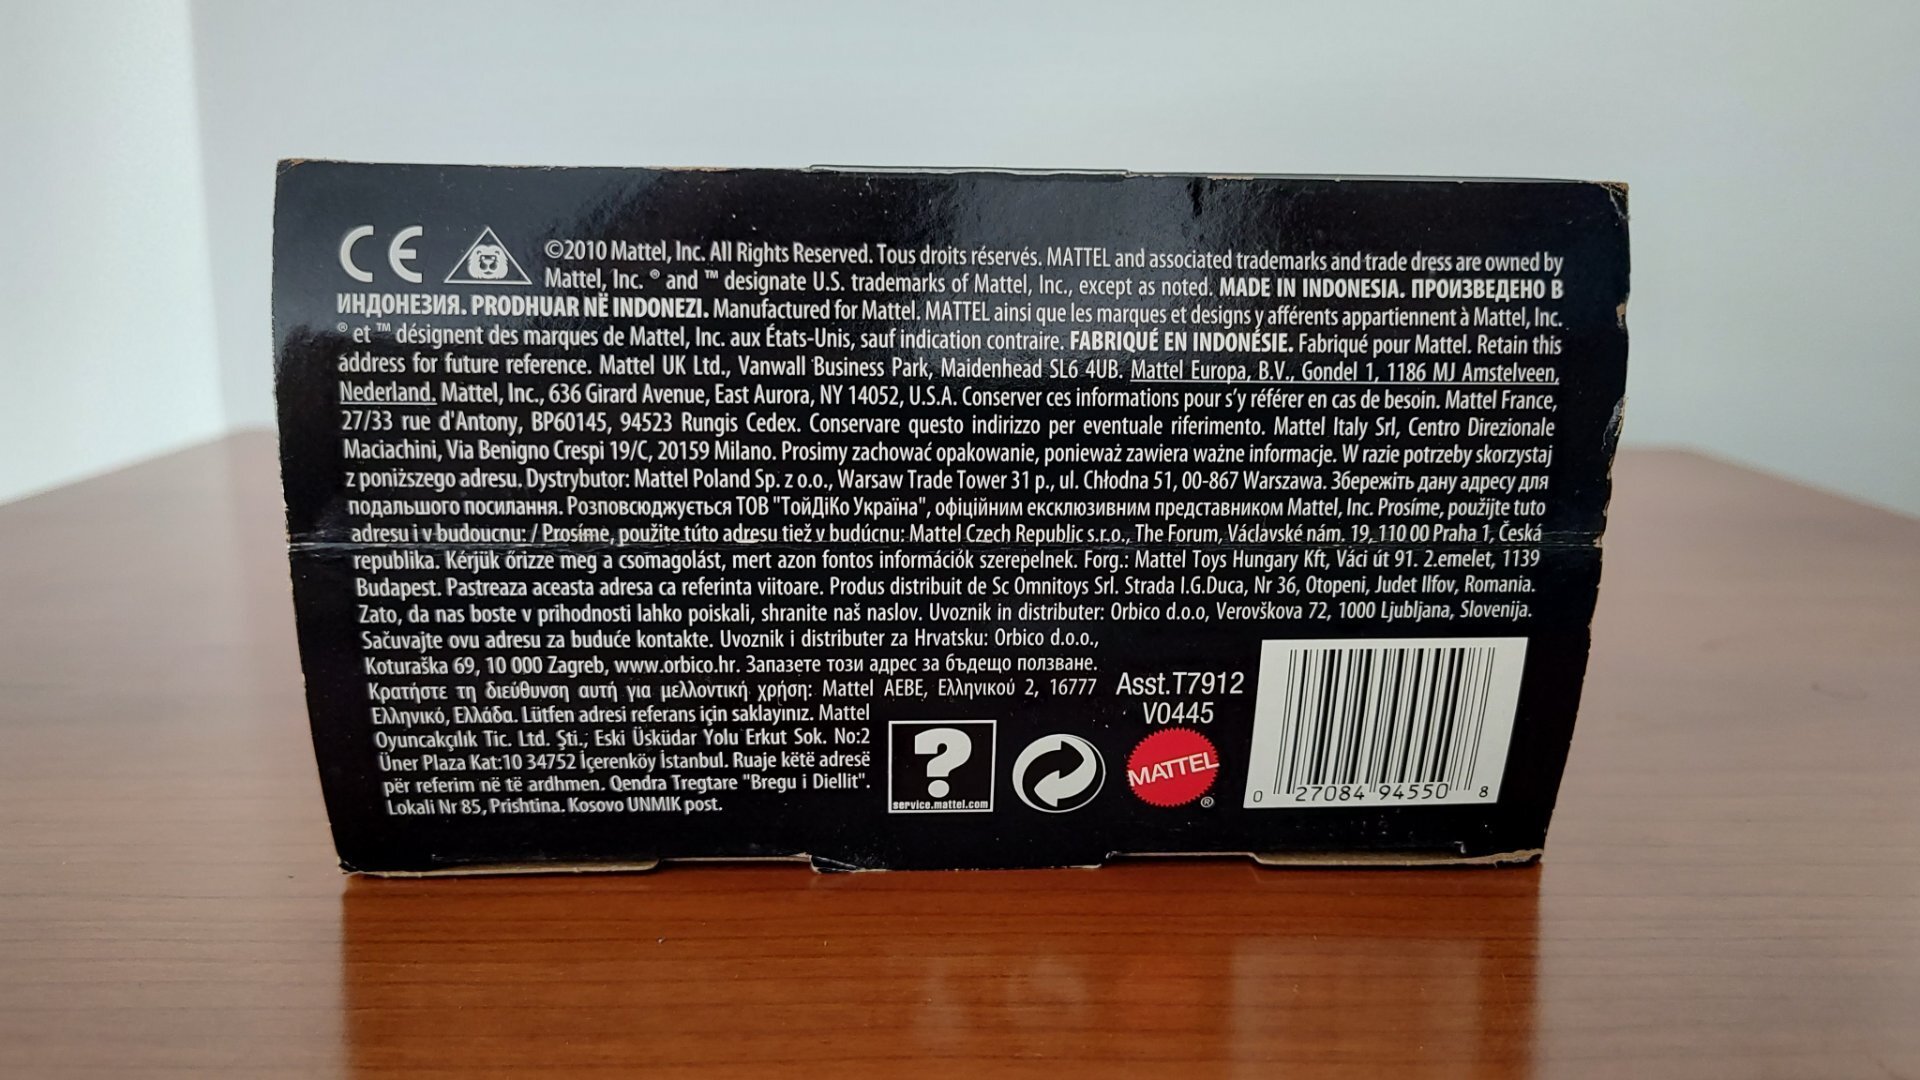 CE ©2010 Mattel, Inc. All Rights Reserved. Tous droits réservés. MATTEL and associated trademarks and trade dress are owned by
Mattel, Inc. ® and ™ designate U.S. trademarks of Mattel, Inc., except as noted. MADE IN INDONESIA. ПРОИЗВЕДЕНО В
ИНДОНЕЗИЯ. PRODHUAR NË INDONEZI. Manufactured for Mattel. MATTEL ainsi que les marques et designs y afférents appartiennent à Mattel, Inc.
® et ™ désignent des marques de Mattel, Inc. aux États-Unis, sauf indication contraire. FABRIQUÉ EN INDONÉSIE. Fabriqué pour Mattel. Retain this
address for future reference. Mattel UK Ltd., Vanwall Business Park, Maidenhead SL6 4UB. Mattel Europa, B.V., Gondel 1, 1186 MJ Amstelveen,
Nederland. Mattel, Inc., 636 Girard Avenue, East Aurora, NY 14052, U.S.A. Conserver ces informations pour s'y référer en cas de besoin. Mattel France,
27/33 rue d'Antony, BP60145, 94523 Rungis Cedex. Conservare questo indirizzo per eventuale riferimento. Mattel Italy Srl, Centro Direzionale
Maciachini, Via Benigno Crespi 19/C, 20159 Milano. Prosimy zachować opakowanie, ponieważ zawiera ważne informacje. W razie potrzeby skorzystaj
z poniższego adresu. Dystrybutor: Mattel Poland Sp. z o.o., Warsaw Trade Tower 31 p., ul. Chłodna 51, 00-867 Warszawa. Збережіть дану адресу для
подальшого посилання. Розповсюджується ТОВ "ТойДіКо Україна", офіційним ексклюзивним представником Mattel, Inc. Prosíme, použijte tuto
adresu i v budoucnu: / Prosíme, použite túto adresu tiež v budúcnu: Mattel Czech Republic s.r.o., The Forum, Václavské nám. 19, 110 00 Praha 1, Česká
republika. Kérjük őrizze meg a csomagolást, mert azon fontos információk szerepelnek. Forg.: Mattel Toys Hungary Kft, Váci út 91. 2.emelet, 1139
Budapest. Pastreaza aceasta adresa ca referinta viitoare. Produs distribuit de Sc Omnitoys Srl. Strada I.G.Duca, Nr 36, Otopeni, Judet Ilfov, Romania.
Zato, da nas boste v prihodnosti lahko poiskali, shranite naš naslov. Uvoznik in distributer: Orbico d.o.o, Verovškova 72, 1000 Ljubljana, Slovenija.
Sačuvajte ovu adresu za buduće kontakte. Uvoznik i distributer za Hrvatsku: Orbico d.o.o.,
Koturaška 69, 10 000 Zagreb, www.orbico.hr. Запазете този адрес за бъдещо ползване.
Κρατήστε τη διεύθυνση αυτή για μελλοντική χρήση: Mattel AEBE, Ελληνικού 2, 16777
Ελληνικό, Ελλάδα. Lütfen adresi referans için saklayınız. Mattel
Oyuncakçılık Tic. Ltd. Şti., Eski Üsküdar Yolu Erkut Sok. No:2
Üner Plaza Kat:10 34752 İçerenköy İstanbul. Ruaje këtë adresë
për referim në të ardhmen. Qendra Tregtare "Bregu i Diellit".
Lokali Nr 85, Prishtina. Kosovo UNMIK post.
Asst.T7912
V0445
?
service.mattel.com
MATTEL ®
0 27084 94550 8